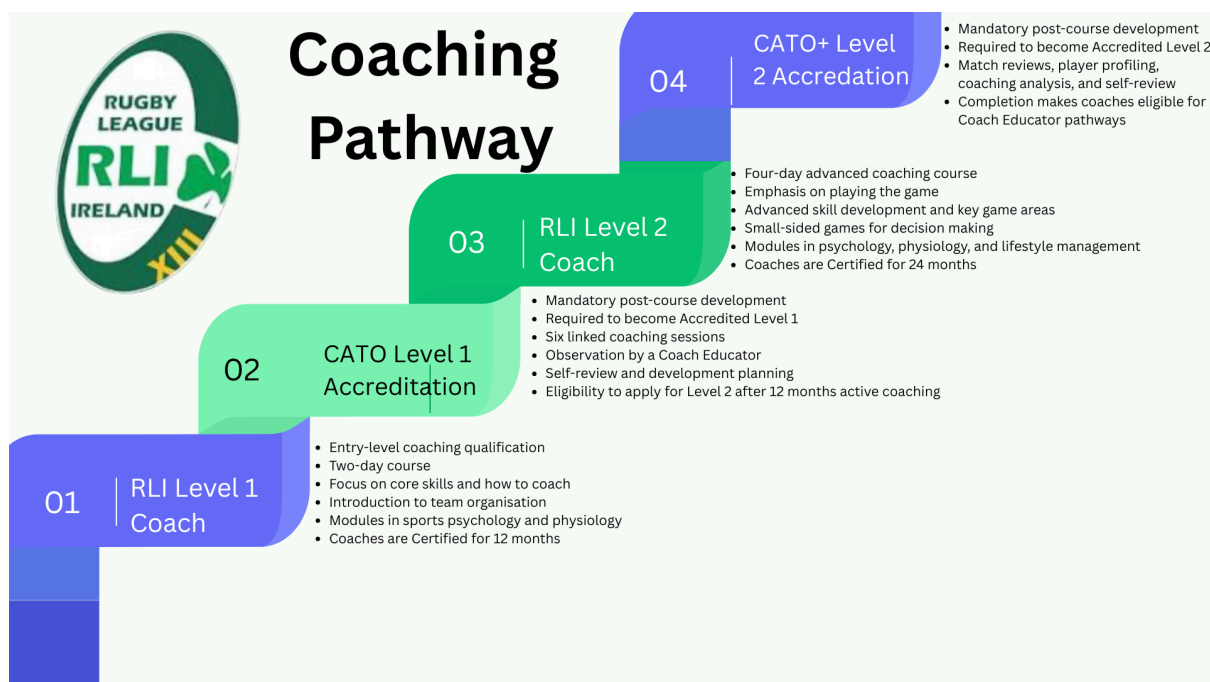 RUGBY
LEAGUE
RLI
IRELAND
XIII
Coaching
Pathway
01
RLI Level 1
Coach
• Entry-level coaching qualification
• Two-day course
• Focus on core skills and how to coach
• Introduction to team organisation
• Modules in sports psychology and physiology
• Coaches are Certified for 12 months
02
CATO Level 1
Accreditation
• Mandatory post-course development
• Required to become Accredited Level 1
• Six linked coaching sessions
• Observation by a Coach Educator
• Self-review and development planning
• Eligibility to apply for Level 2 after 12 months active coaching
03
RLI Level 2
Coach
• Four-day advanced coaching course
• Emphasis on playing the game
• Advanced skill development and key game areas
• Small-sided games for decision making
• Modules in psychology, physiology, and lifestyle management
• Coaches are Certified for 24 months
04
CATO+ Level
2 Accredation
• Mandatory post-course development
• Required to become Accredited Level 2
• Match reviews, player profiling,
coaching analysis, and self-review
• Completion makes coaches eligible for
Coach Educator pathways